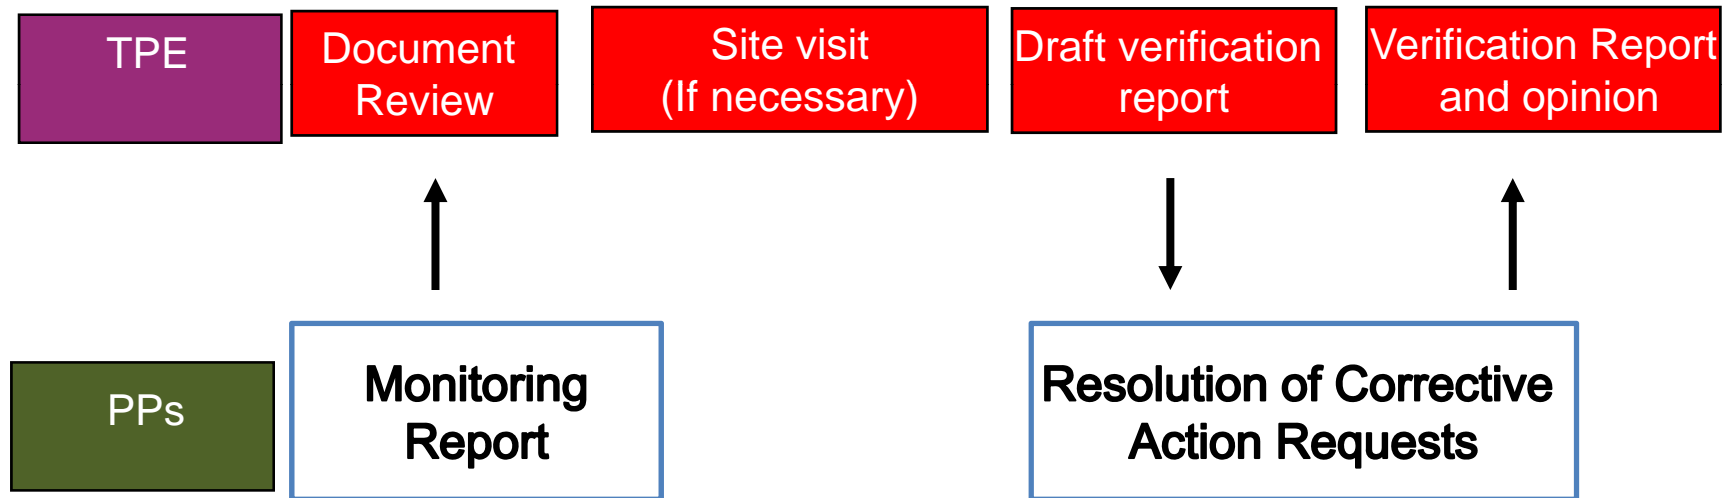 TPE
Document
Review
Site visit
(If necessary)
Draft verification
report
Verification Report
and opinion
PPs
Monitoring
Report
Resolution of Corrective
Action Requests